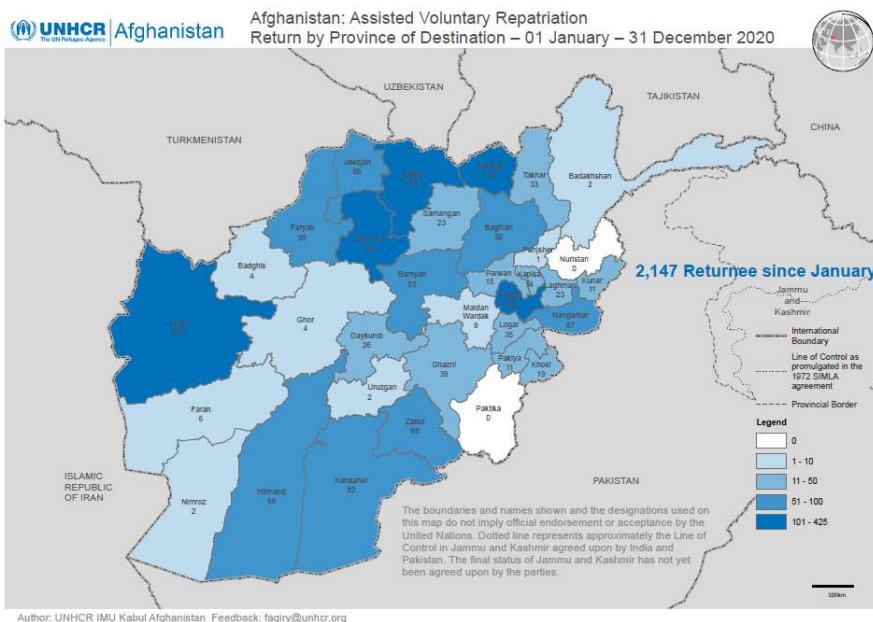 UNHCR
The UN Refugee Agency
Afghanistan
Afghanistan: Assisted Voluntary Repatriation
Return by Province of Destination – 01 January – 31 December 2020
UZBEKISTAN
TAJIKISTAN
CHINA
TURKMENISTAN
Jawzjan
Takhar
33
Badakhshan
2
Samangan
23
Faryab
Baghlan
92
Panjsher
1
Nuristan
0
Badghis
4
Bamyan
53
Parwan
15
Kapisa
Laghman
23
Kunar
11
2,147 Returnee since January
Ghor
4
Maidan
Wardak
9
Logar
35
Nangarhar
67
Jammu
and
Kashmir
Daykundi
26
Ghazni
39
Paktya
11
Khost
19
Uruzgan
2
Paktika
0
Farah
6
Zabul
68
Nimroz
2
Hilmand
69
Kandahar
62
ISLAMIC
REPUBLIC
OF IRAN
PAKISTAN
International
Boundary
Line of Control as
promulgated in the
1972 SIMLA
agreement
Provincial Border
Legend
0
1 - 10
11 - 50
51 - 100
101 - 425
The boundaries and names shown and the designations used on
this map do not imply official endorsement or acceptance by the
United Nations. Dotted line represents approximately the Line of
Control in Jammu and Kashmir agreed upon by India and
Pakistan. The final status of Jammu and Kashmir has not yet
been agreed upon by the parties.
100km
Author: UNHCR IMU Kabul Afghanistan Feedback: faqiry@unhcr.org